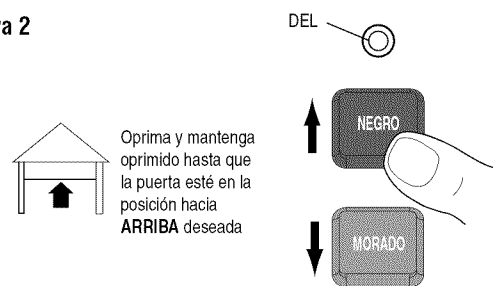 a 2
DEL
NEGRO
Oprima y mantenga
oprimido hasta que
la puerta esté en la
posición hacia
ARRIBA deseada
MORADO